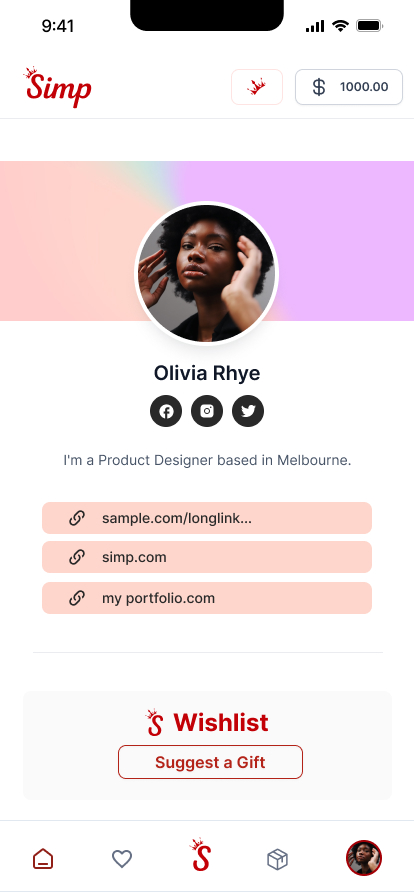 9:41
Simp
1000.00
Olivia Rhye
I'm a Product Designer based in Melbourne.
sample.com/longlink...
simp.com
my portfolio.com
S Wishlist
Suggest a Gift
S